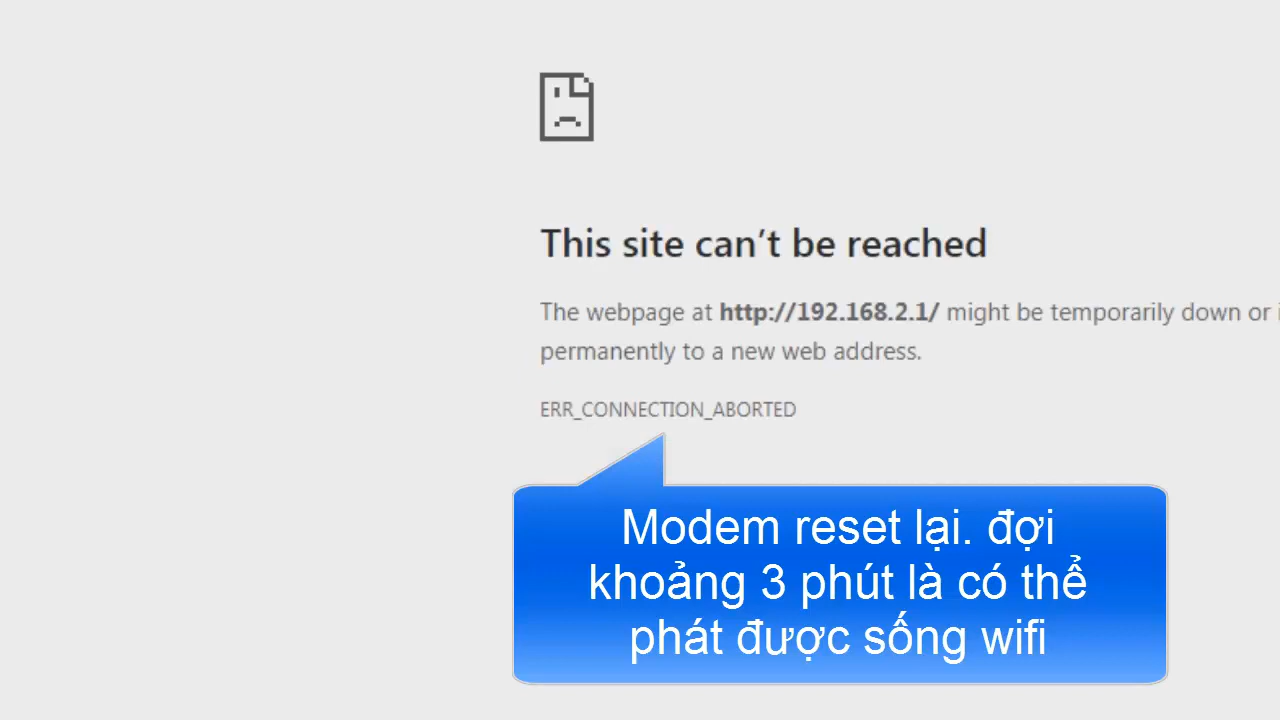 This site can't be reached
The webpage at http://192.168.2.1/ might be temporarily down or
permanently to a new web address.
ERR_CONNECTION_ABORTED
Modem reset lại. đợi
khoảng 3 phút là có thể
phát được sống wifi